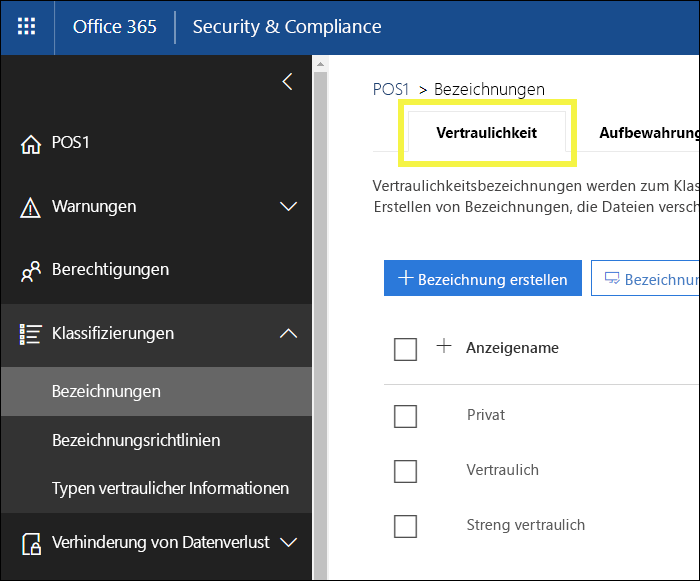 Office 365 Security & Compliance
POS1
Warnungen
Berechtigungen
Klassifizierungen
Bezeichnungen
Bezeichnungsrichtlinien
Typen vertraulicher Informationen
Verhinderung von Datenverlust
POS1 > Bezeichnungen
Vertraulichkeit Aufbewahrung
Vertraulichkeitsbezeichnungen werden zum Klas
Erstellen von Bezeichnungen, die Dateien versch
+ Bezeichnung erstellen Bezeichnun
+ Anzeigename
Privat
Vertraulich
Streng vertraulich